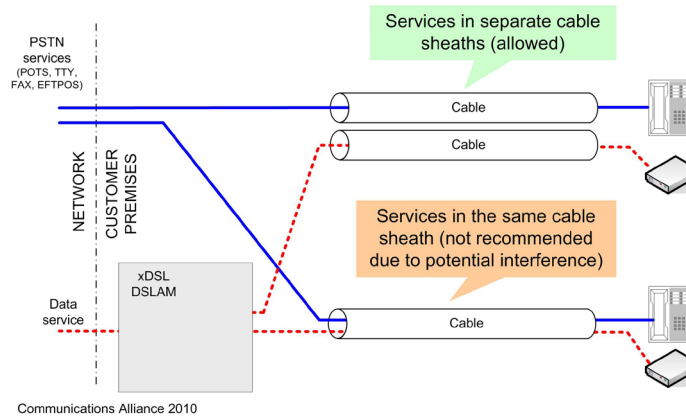 PSTN
services
(POTS, TTY,
FAX, EFTPOS)
Services in separate cable
sheaths (allowed)
Cable
Cable
NETWORK
CUSTOMER
PREMISES
Services in the same cable
sheath (not recommended
due to potential interference)
xDSL
DSLAM
Data
service
Cable
Communications Alliance 2010